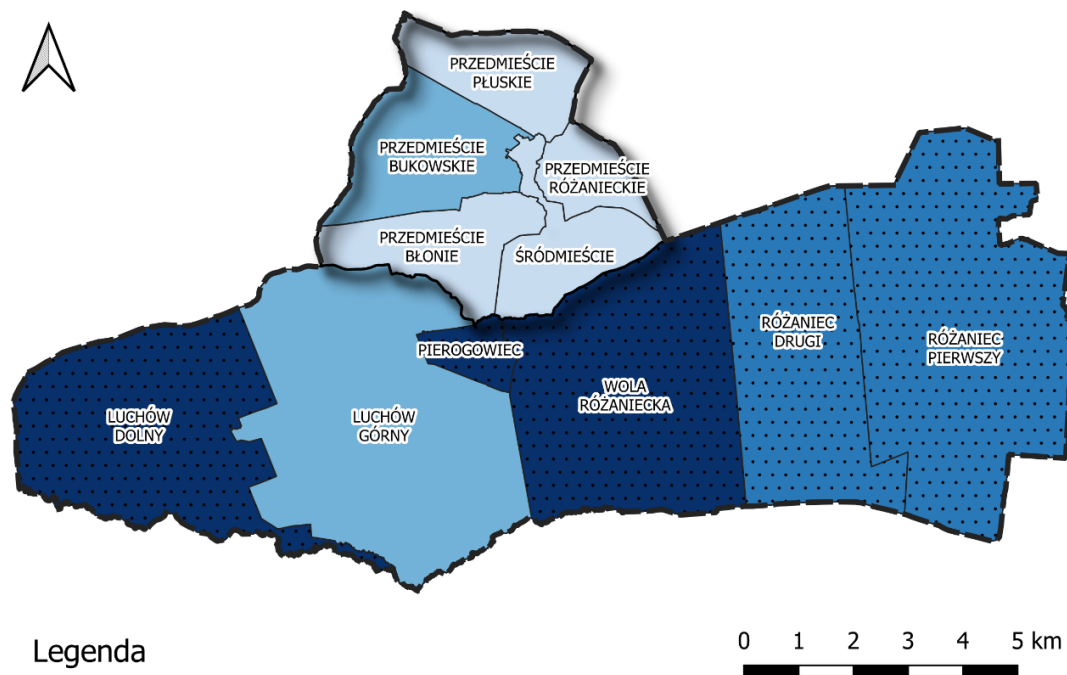 PRZEDMIEŚCIE
PŁUSKIE
PRZEDMIEŚCIE
BUKOWSKIE
PRZEDMIEŚCIE
RÓŻANIECKIE
PRZEDMIEŚCIE
BŁONIE
ŚRÓDMIEŚCIE
RÓŻANIEC
DRUGI
RÓŻANIEC
PIERWSZY
PIEROGOWIEC
WOLA
RÓŻANIECKA
LUCHÓW
DOLNY
LUCHÓW
GÓRNY
Legenda
0 1 2 3 4 5 km